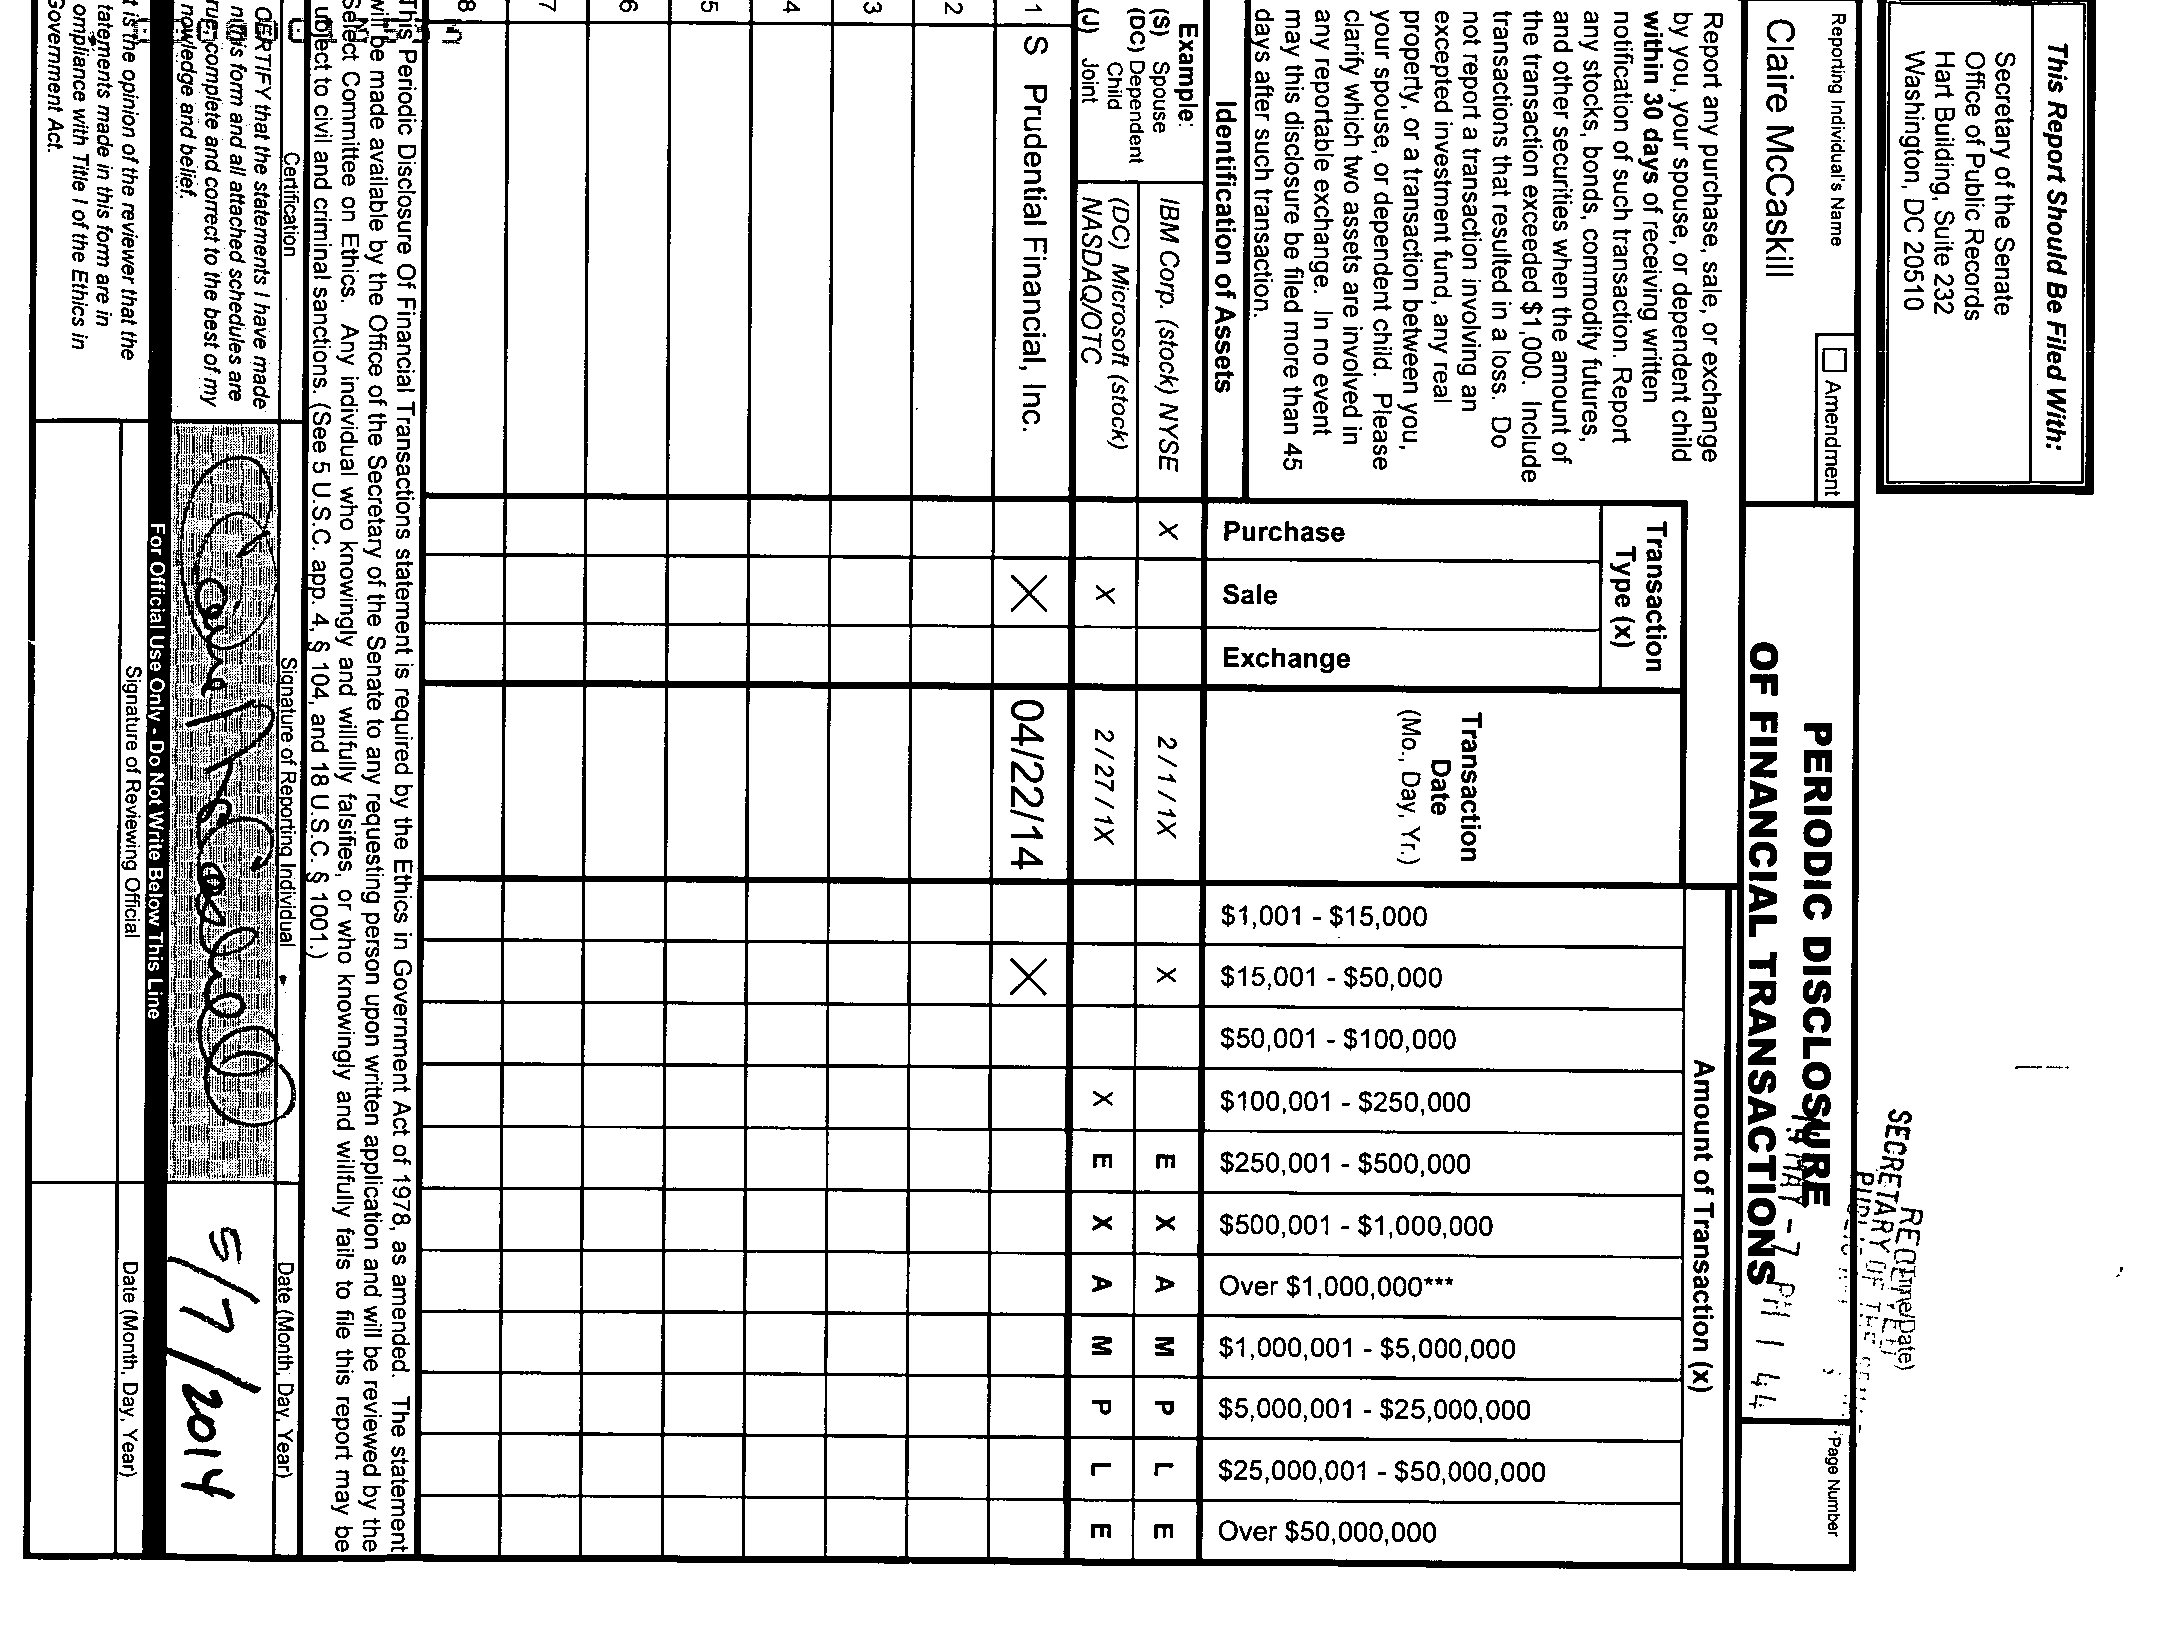 This Report Should Be Filed With:
Secretary of the Senate
Office of Public Records
Hart Building, Suite 232
Washington, DC 20510
RECEIVED
SECRETARY OF THE
MAY -7 PM 1 44
Reporting Individual's Name
Amendment
Claire McCaskill
PERIODIC DISCLOSURE
OF FINANCIAL TRANSACTIONS
Page Number
Report any purchase, sale, or exchange
by you, your spouse, or dependent child
within 30 days of receiving written
notification of such transaction. Report
any stocks, bonds, commodity futures,
and other securities when the amount of
the transaction exceeded $1,000. Include
transactions that resulted in a loss. Do
not report a transaction involving an
excepted investment fund, any real
property, or a transaction between you,
your spouse, or dependent child. Please
clarify which two assets are involved in
any reportable exchange. In no event
may this disclosure be filed more than 45
days after such transaction.
Identification of Assets
Transaction
Type (x)
Purchase
Sale
Exchange
Transaction
Date
(Mo., Day, Yr.)
Amount of Transaction (x)
$1,001 - $15,000
$15,001 - $50,000
$50,001 - $100,000
$100,001 - $250,000
$250,001 - $500,000
$500,001 - $1,000,000
Over $1,000,000***
$1,000,001 - $5,000,000
$5,000,001 - $25,000,000
$25,000,001 - $50,000,000
Over $50,000,000
Example:
(S) Spouse
(DC) Dependent
Child
(J) Joint
IBM Corp. (stock) NYSE X 2 / 1 / 1X X E X A M P L E
(DC) Microsoft (stock)
NASDAQ/OTC X 2 / 27 / 1X X E X A M P L E
1 S Prudential Financial, Inc. X 04/22/14 X
2
3
4
5
6
7
8
This Periodic Disclosure Of Financial Transactions statement is required by the Ethics in Government Act of 1978, as amended. The statement
will be made available by the Office of the Secretary of the Senate to any requesting person upon written application and will be reviewed by the
Select Committee on Ethics. Any individual who knowingly and willfully falsifies, or who knowingly and willfully fails to file this report may be
ubject to civil and criminal sanctions. (See 5 U.S.C. app. 4, § 104, and 18 U.S.C. § 1001.)
Certification
Signature of Reporting Individual
Date (Month, Day, Year)
CERTIFY that the statements I have made
n this form and all attached schedules are
rue, complete and correct to the best of my
nowledge and belief.
Claire McCaskill
5/7/2014
For Official Use Only - Do Not Write Below This Line
t is the opinion of the reviewer that the
tatements made in this form are in
ompliance with Title I of the Ethics in
Government Act.
Signature of Reviewing Official
Date (Month, Day, Year)